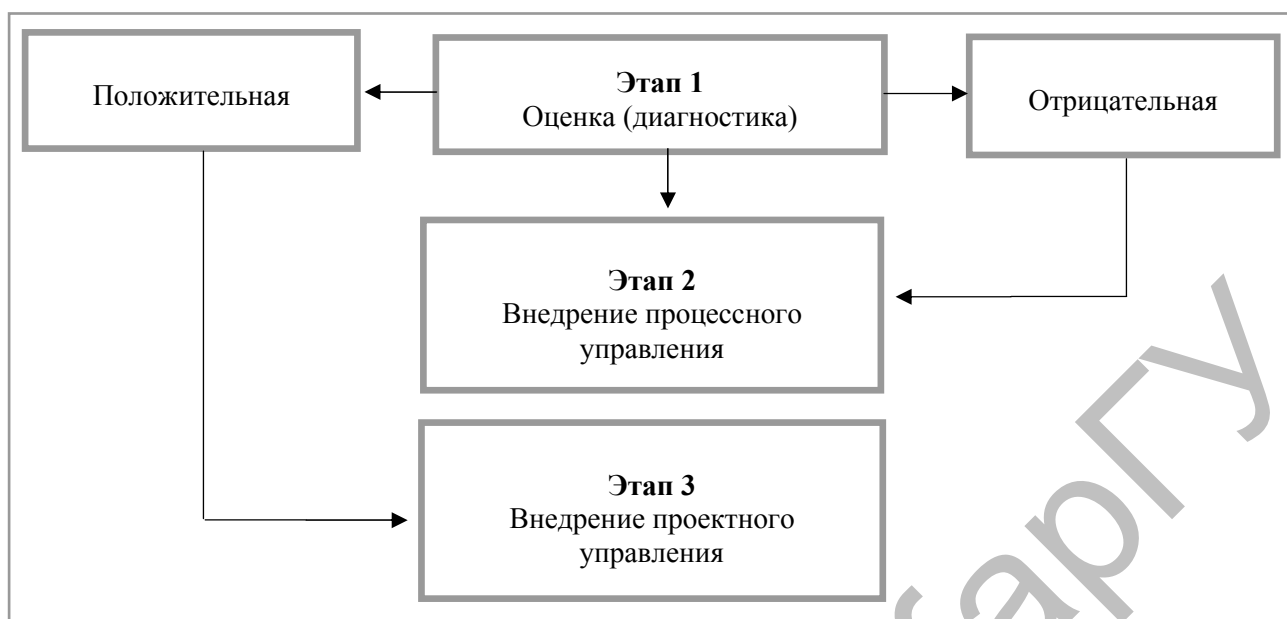 Положительная
Этап 1
Оценка (диагностика)
Отрицательная
Этап 2
Внедрение процессного
управления
Этап 3
Внедрение проектного
управления